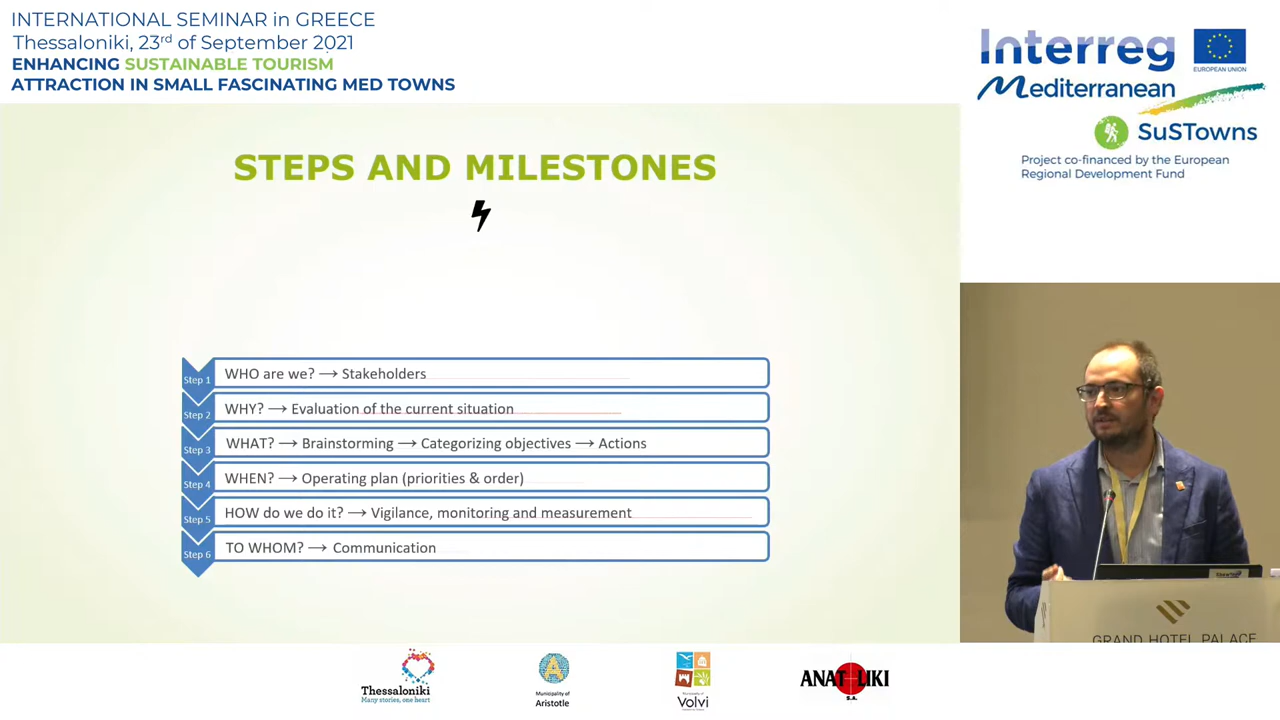 INTERNATIONAL SEMINAR in GREECE
Thessaloniki, 23rd of September 2021
ENHANCING SUSTAINABLE TOURISM
ATTRACTION IN SMALL FASCINATING MED TOWNS
Interreg
EUROPEAN UNION
Mediterranean
SuSTowns
Project co-financed by the European
Regional Development Fund
STEPS AND MILESTONES
Step 1 WHO are we? → Stakeholders
Step 2 WHY? → Evaluation of the current situation
Step 3 WHAT? → Brainstorming → Categorizing objectives → Actions
Step 4 WHEN? → Operating plan (priorities & order)
Step 5 HOW do we do it? → Vigilance, monitoring and measurement
Step 6 TO WHOM? → Communication
GRAND HOTEL PALACE
Thessaloniki
Many stories, one heart
Municipality of
Aristotle
Municipality of
Volvi
ANATOLIKI
S.A.